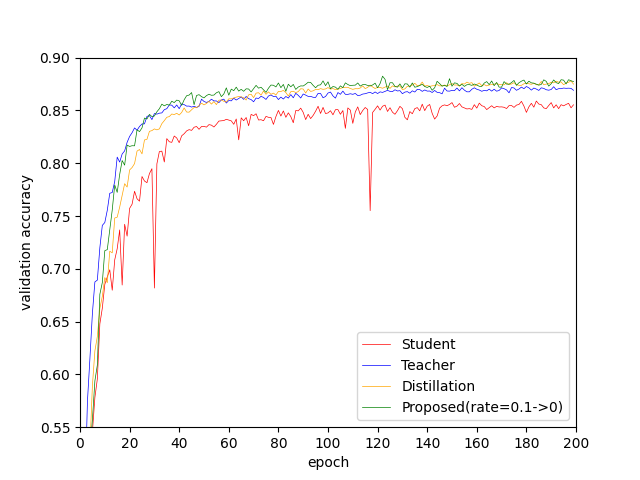 0.90
0.85
0.80
0.75
0.70
0.65
0.60
0.55
validation accuracy
0 20 40 60 80 100 120 140 160 180 200
epoch
Student
Teacher
Distillation
Proposed(rate=0.1->0)